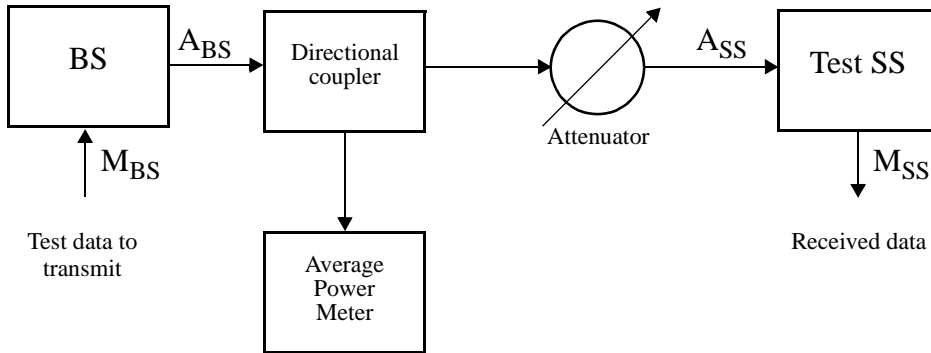 BS
A_BS
Directional
coupler
A_SS
Test SS
Attenuator
M_BS
M_SS
Test data to
transmit
Received data
Average
Power
Meter